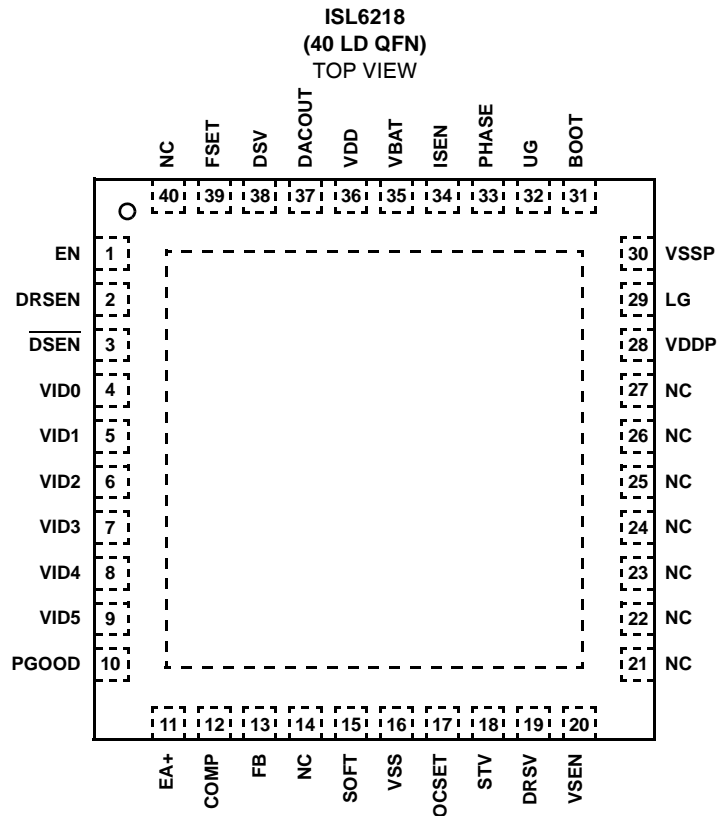 ISL6218
(40 LD QFN)
TOP VIEW
NC FSET DSV DACOUT VDD VBAT ISEN PHASE UG BOOT
40 39 38 37 36 35 34 33 32 31
EN 1 30 VSSP
DRSEN 2 29 LG
DSEN 3 28 VDDP
VID0 4 27 NC
VID1 5 26 NC
VID2 6 25 NC
VID3 7 24 NC
VID4 8 23 NC
VID5 9 22 NC
PGOOD 10 21 NC
11 12 13 14 15 16 17 18 19 20
EA+ COMP FB NC SOFT VSS OCSET STV DRSV VSEN